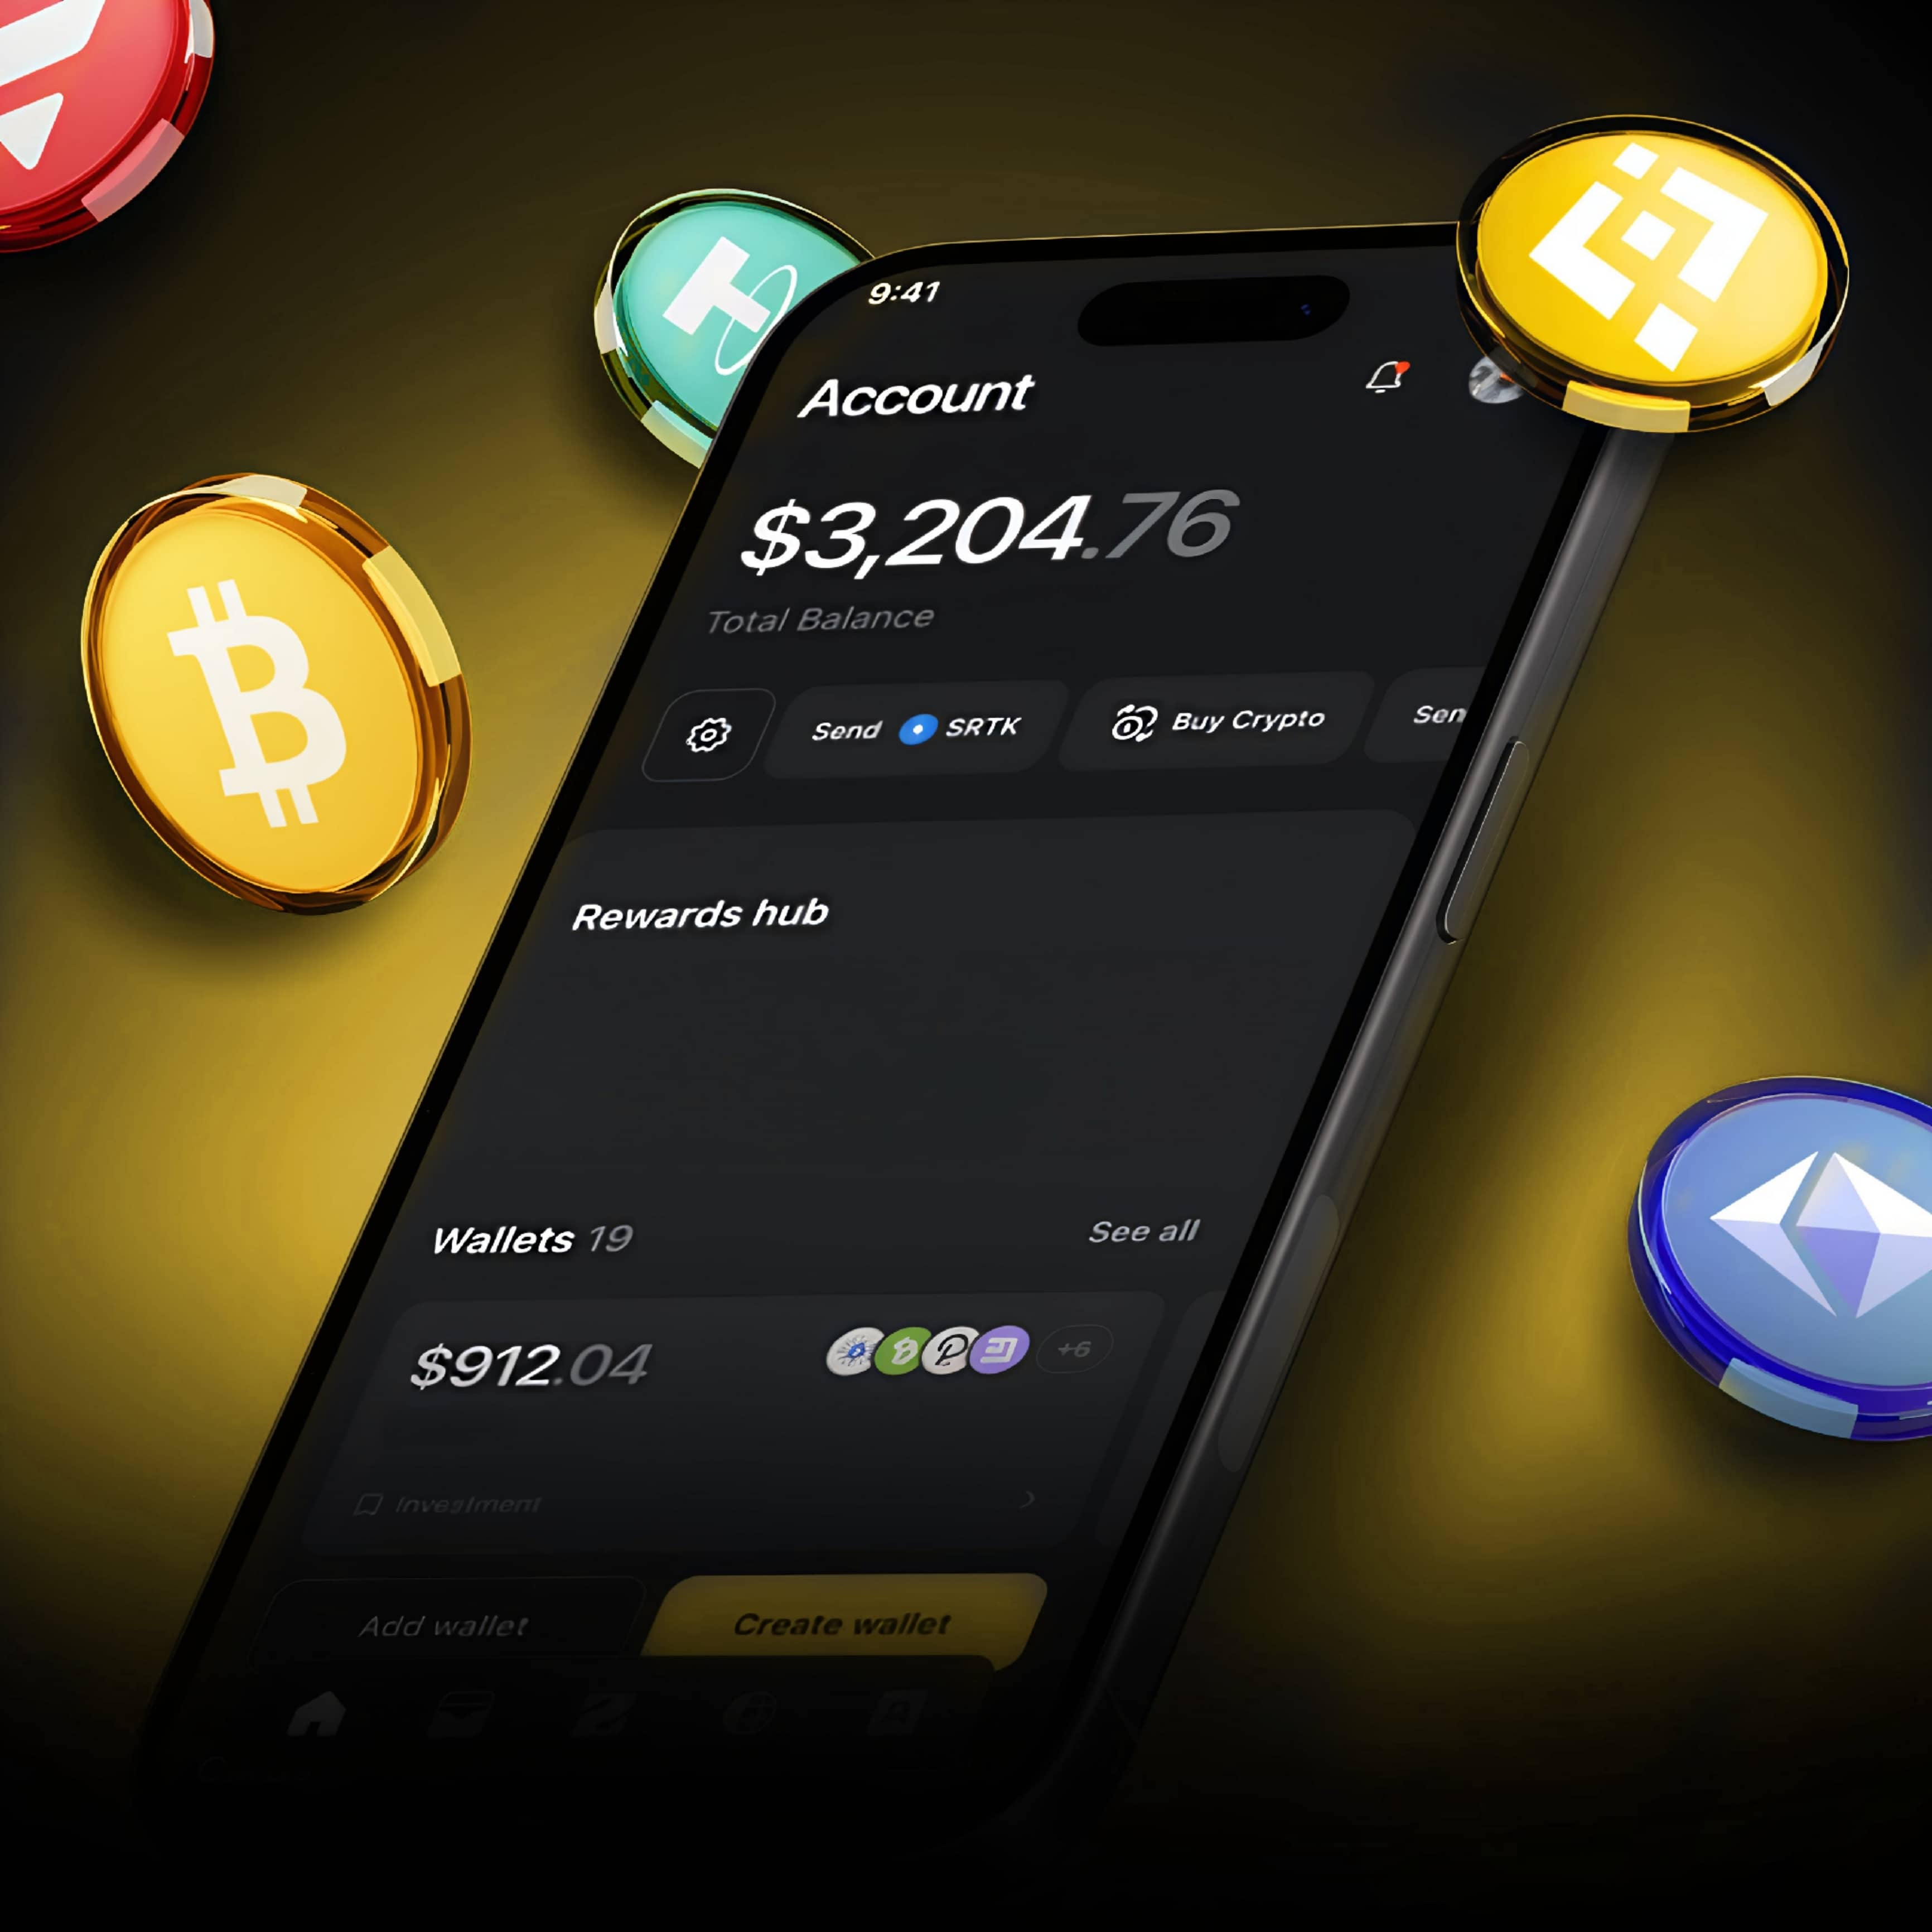 9:41
Account
$3,204.76
Total Balance
Send SRTK
Buy Crypto
Sen
Rewards hub
Wallets 19
See all
$912.04
+6
Investment
Add wallet
Create wallet